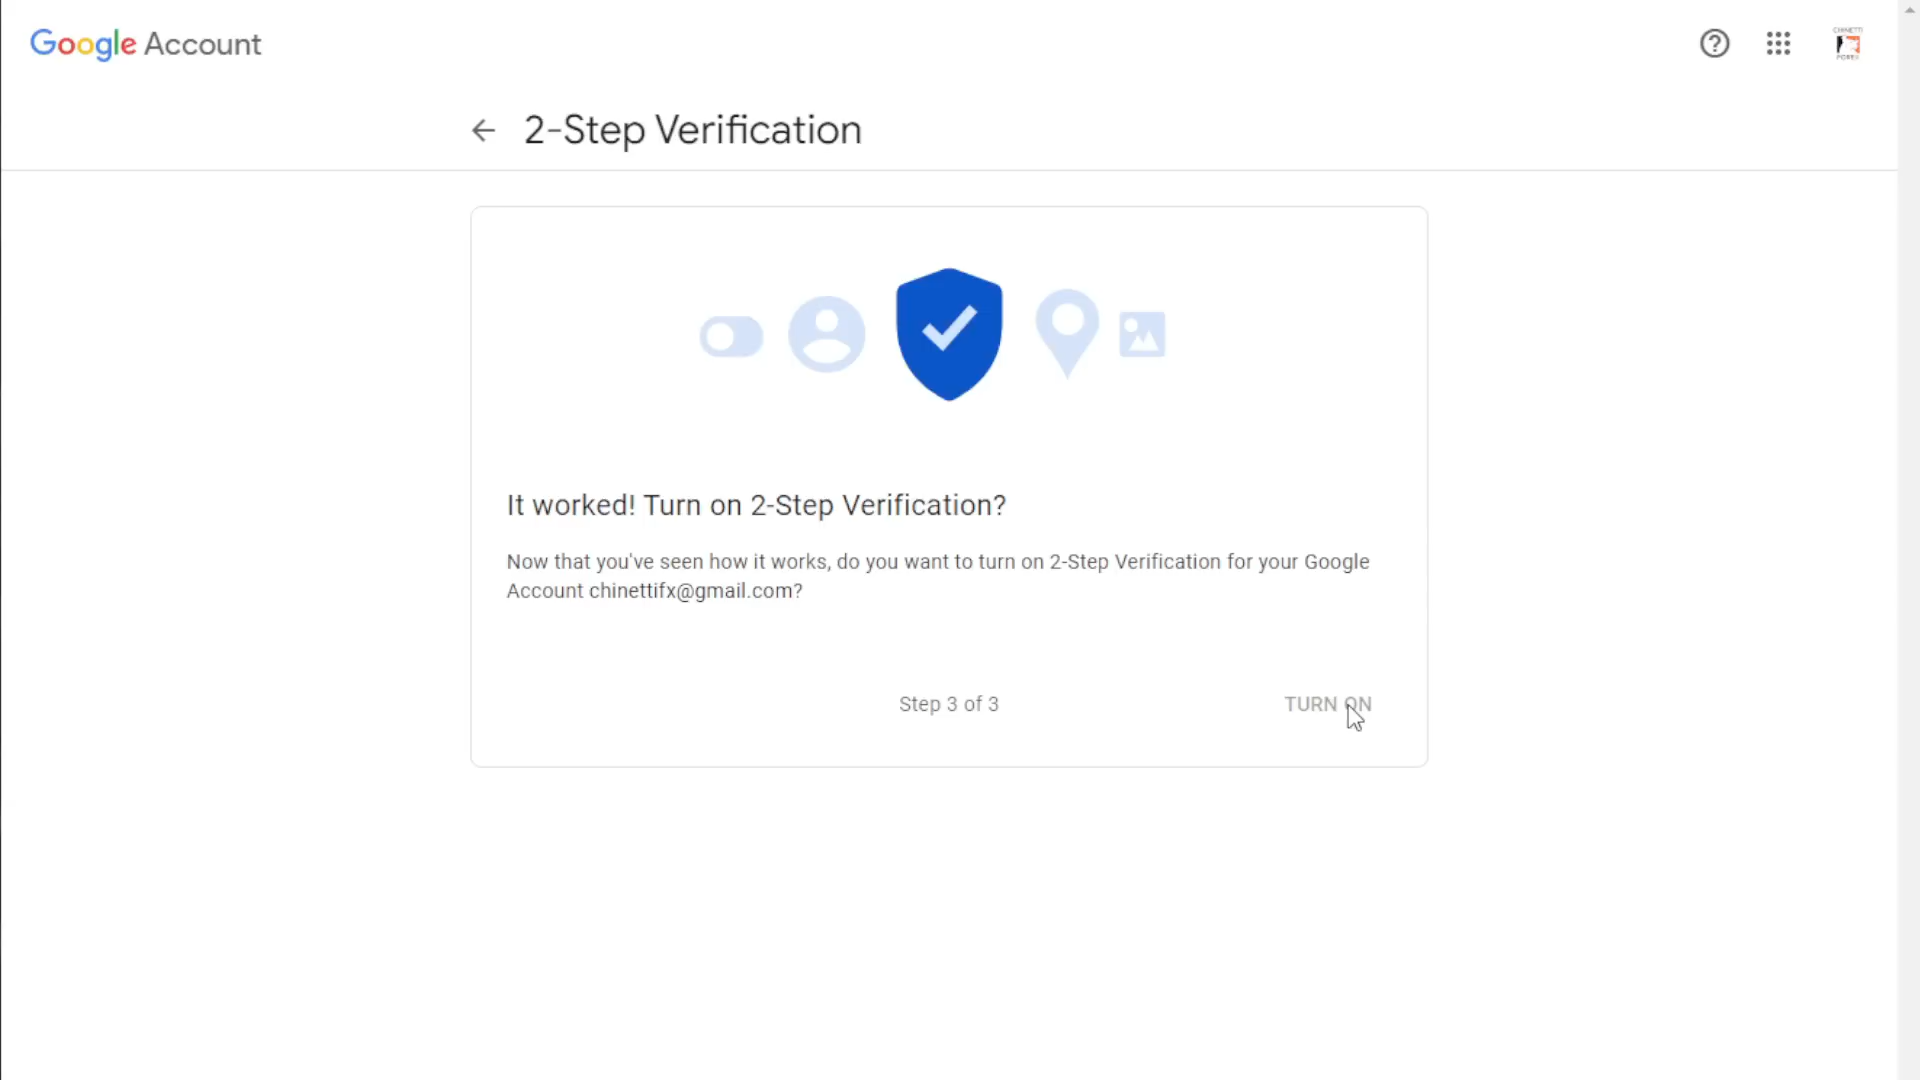 Google Account
CHINETTI
FOREX
2-Step Verification
It worked! Turn on 2-Step Verification?
Now that you've seen how it works, do you want to turn on 2-Step Verification for your Google
Account chinettifx@gmail.com?
Step 3 of 3
TURN ON